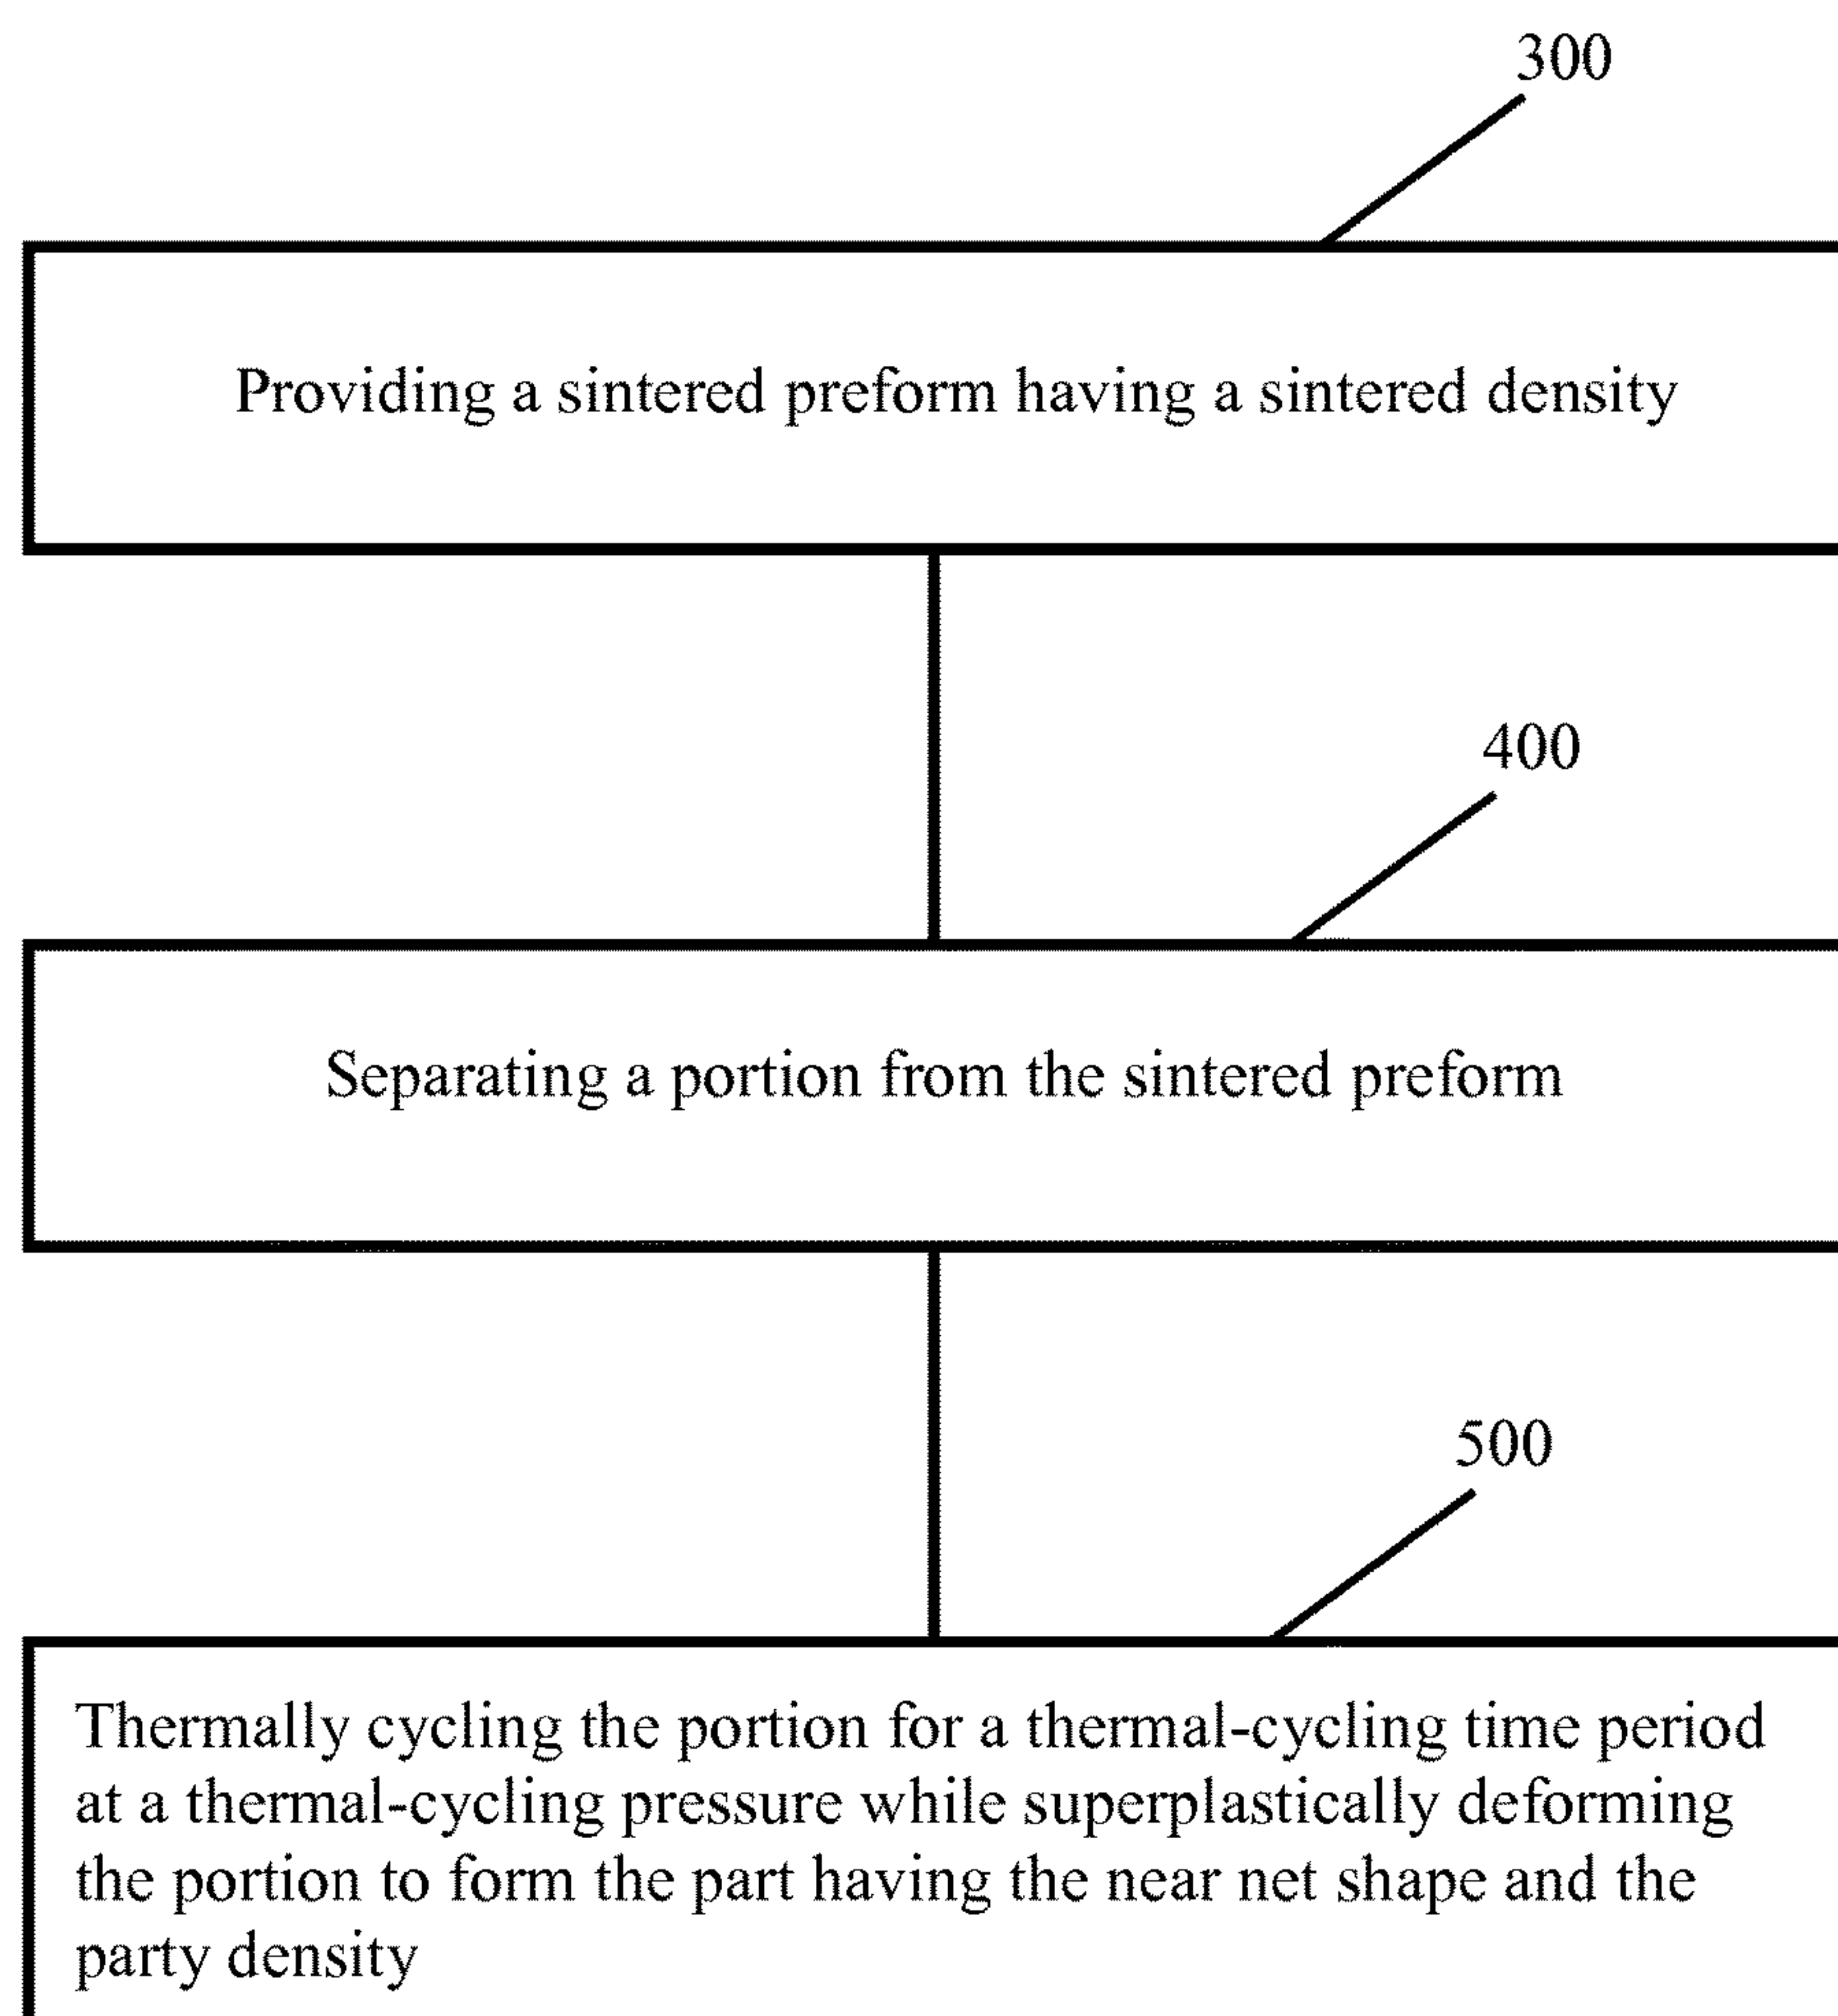 300
Providing a sintered preform having a sintered density
400
Separating a portion from the sintered preform
500
Thermally cycling the portion for a thermal-cycling time period
at a thermal-cycling pressure while superplastically deforming
the portion to form the part having the near net shape and the
party density